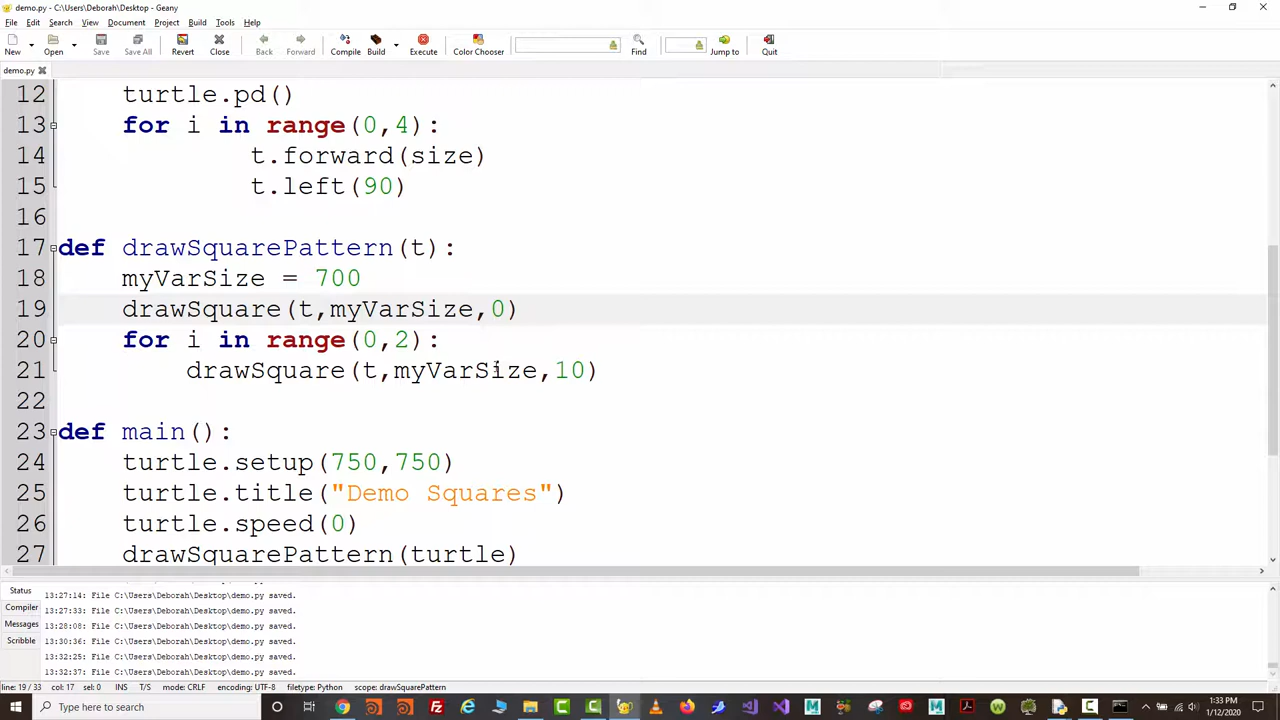 demo.py - C:\Users\Deborah\Desktop - Geany
File Edit Search View Document Project Build Tools Help
New Open Save Save All Revert Close Back Forward Compile Build Execute Color Chooser Find Jump to Quit
demo.py
12 turtle.pd()
13 for i in range(0,4):
14 t.forward(size)
15 t.left(90)
16
17 def drawSquarePattern(t):
18 myVarSize = 700
19 drawSquare(t,myVarSize,0)
20 for i in range(0,2):
21 drawSquare(t,myVarSize,10)
22
23 def main():
24 turtle.setup(750,750)
25 turtle.title("Demo Squares")
26 turtle.speed(0)
27 drawSquarePattern(turtle)
Status
Compiler
Messages
Scribble
13:27:14: File C:\Users\Deborah\Desktop\demo.py saved.
13:27:33: File C:\Users\Deborah\Desktop\demo.py saved.
13:28:08: File C:\Users\Deborah\Desktop\demo.py saved.
13:30:36: File C:\Users\Deborah\Desktop\demo.py saved.
13:32:25: File C:\Users\Deborah\Desktop\demo.py saved.
13:32:37: File C:\Users\Deborah\Desktop\demo.py saved.
line: 19 / 33 col: 17 sel: 0 INS T/S mode: CRLF encoding: UTF-8 filetype: Python scope: drawSquarePattern
Type here to search
1:33 PM
1/12/2020